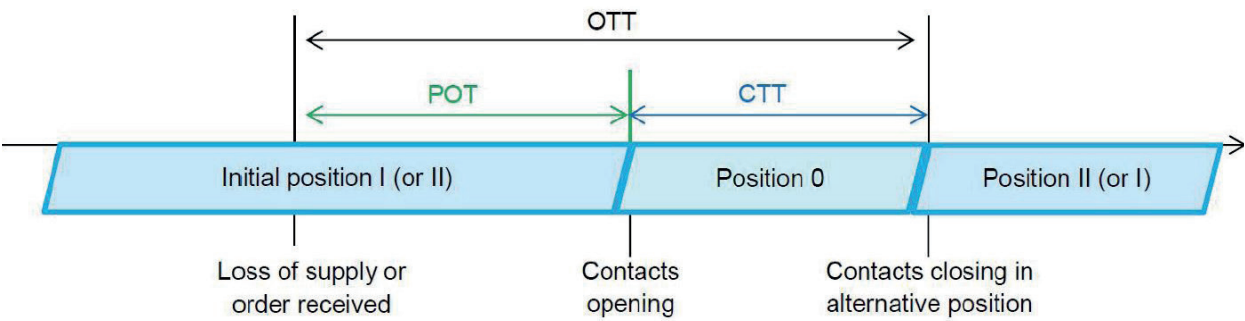 OTT
POT
CTT
Initial position I (or II)
Position 0
Position II (or I)
Loss of supply or
order received
Contacts
opening
Contacts closing in
alternative position